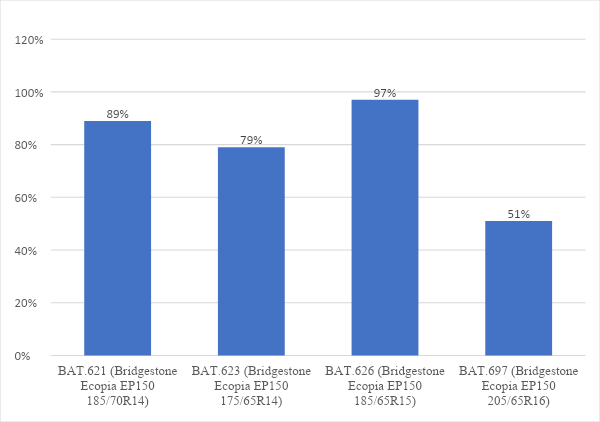 120%
100%
80%
60%
40%
20%
0%
89%
79%
97%
51%
BAT.621 (Bridgestone
Ecopia EP150
185/70R14)
BAT.623 (Bridgestone
Ecopia EP150
175/65R14)
BAT.626 (Bridgestone
Ecopia EP150
185/65R15)
BAT.697 (Bridgestone
Ecopia EP150
205/65R16)